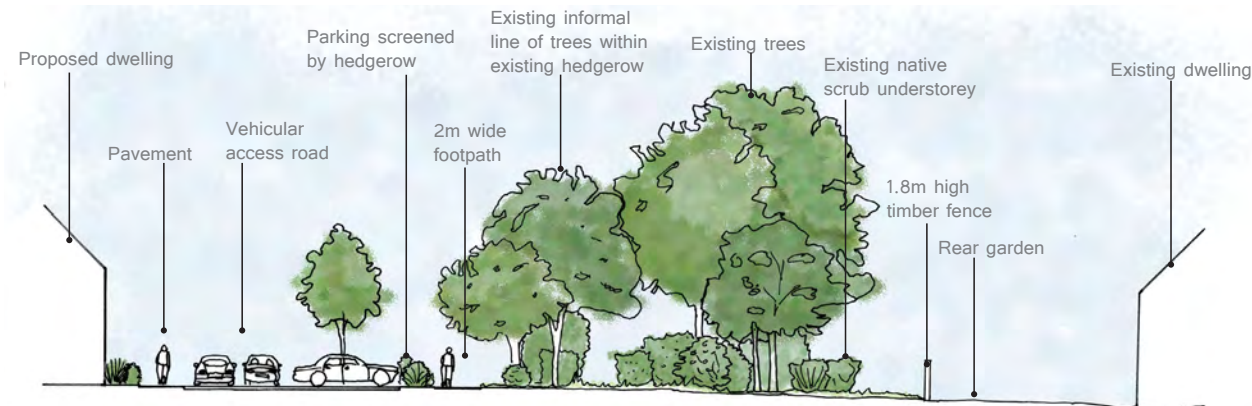 Proposed dwelling
Pavement
Vehicular
access road
Parking screened
by hedgerow
2m wide
footpath
Existing informal
line of trees within
existing hedgerow
Existing trees
Existing native
scrub understorey
1.8m high
timber fence
Rear garden
Existing dwelling